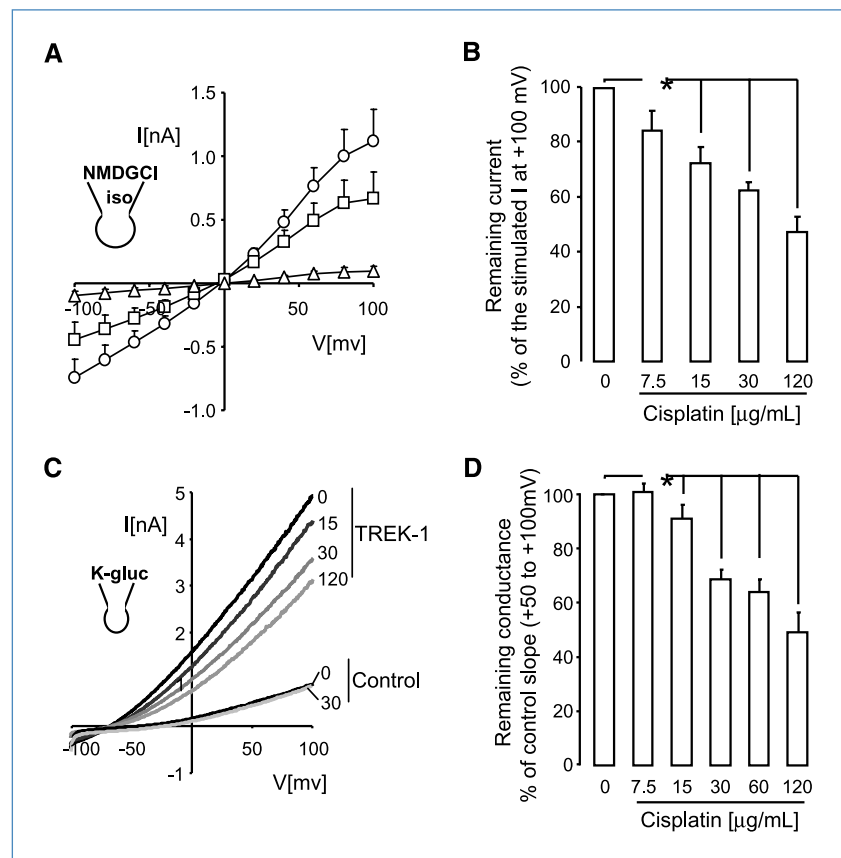 A
I[nA]
NMDGCl
iso
1.5
1.0
0.5
-0.5
-1.0
-100
-50
50
100
V[mv]
B
Remaining current
(% of the stimulated I at +100 mV)
100
80
60
40
20
0
*
0 7.5 15 30 120
Cisplatin [µg/mL]
C
I[nA]
K-gluc
5
4
3
2
-1
-100 -50 50 100
V[mv]
0
15
30
120
TREK-1
0
30
Control
D
Remaining conductance
% of control slope (+50 to +100mV)
100
80
60
40
20
0
*
0 7.5 15 30 60 120
Cisplatin [µg/mL]